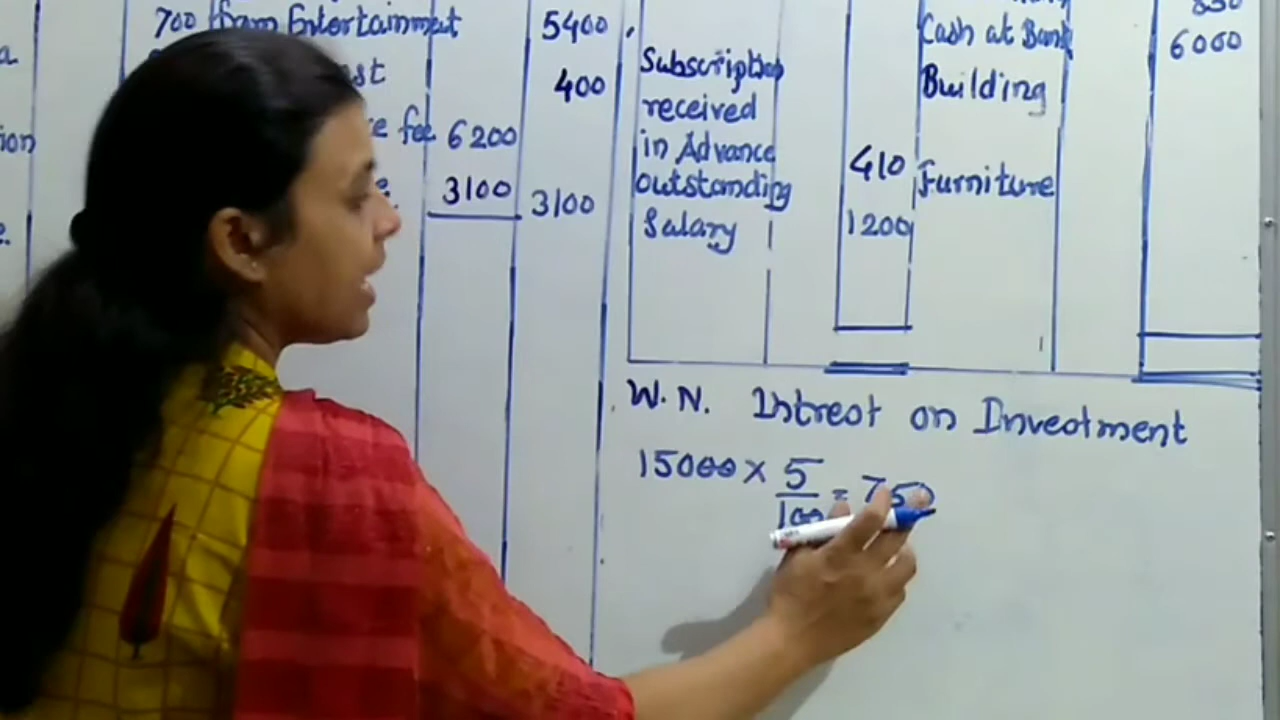 700 from Entertainment 5400
400
fee 6200
3100 3100
Subscription
received
in Advance 410
outstanding
Salary 1200
Cash at Bank 6000
Building
Furniture
W.N. Intrest on Investment
15000 × 5/100 = 750